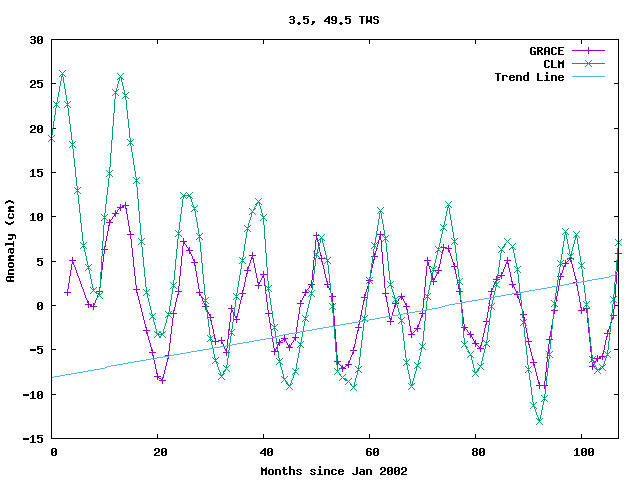 3.5, 49.5 TWS
GRACE
CLM
Trend Line
30
25
20
15
10
5
0
-5
-10
-15
Anomaly (cm)
0 20 40 60 80 100
Months since Jan 2002